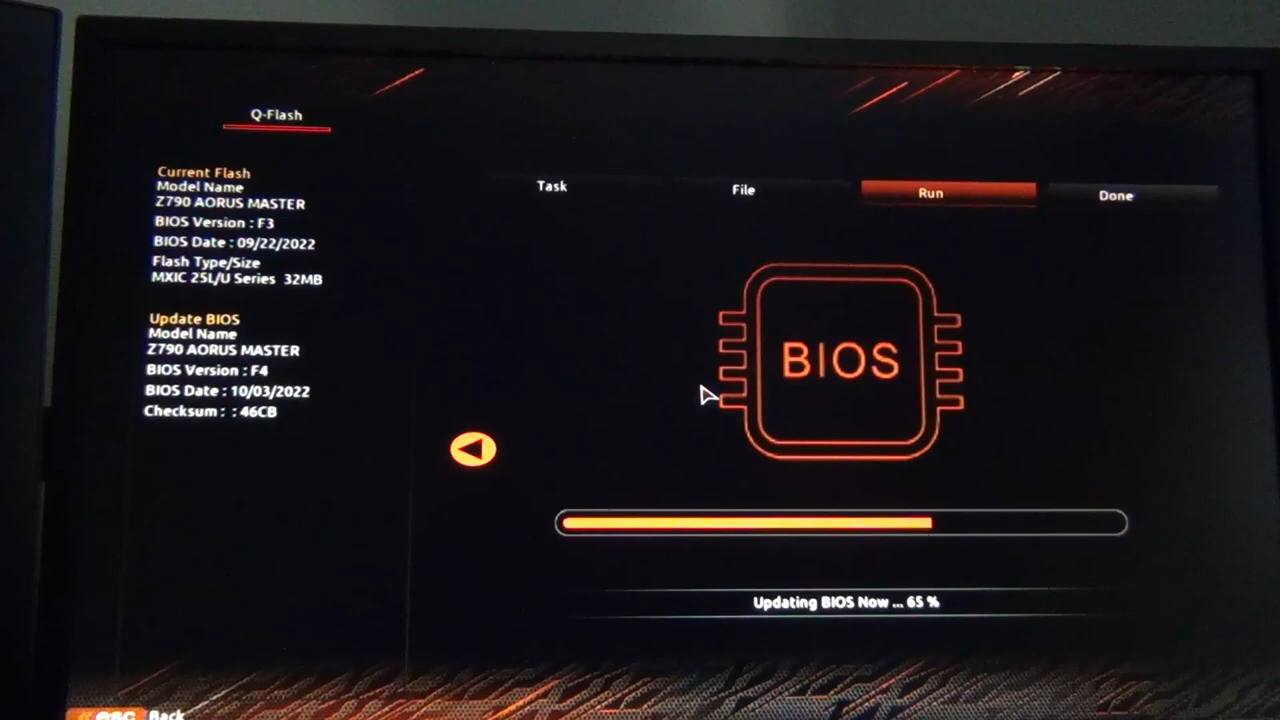 Q-Flash
Current Flash
Model Name
Z790 AORUS MASTER
BIOS Version : F3
BIOS Date : 09/22/2022
Flash Type/Size
MXIC 25L/U Series 32MB
Update BIOS
Model Name
Z790 AORUS MASTER
BIOS Version : F4
BIOS Date : 10/03/2022
Checksum : : 46CB
Task
File
Run
Done
BIOS
Updating BIOS Now ... 65 %
ESC Back